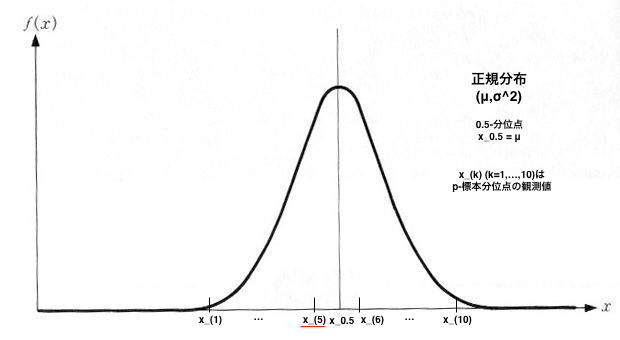 f(x)
正規分布
(μ,σ^2)
0.5-分位点
x_0.5 = μ
x_(k) (k=1,...,10)は
p-標本分位点の観測値
x
x_(1) ... x_(5) x_0.5 x_(6) ... x_(10)